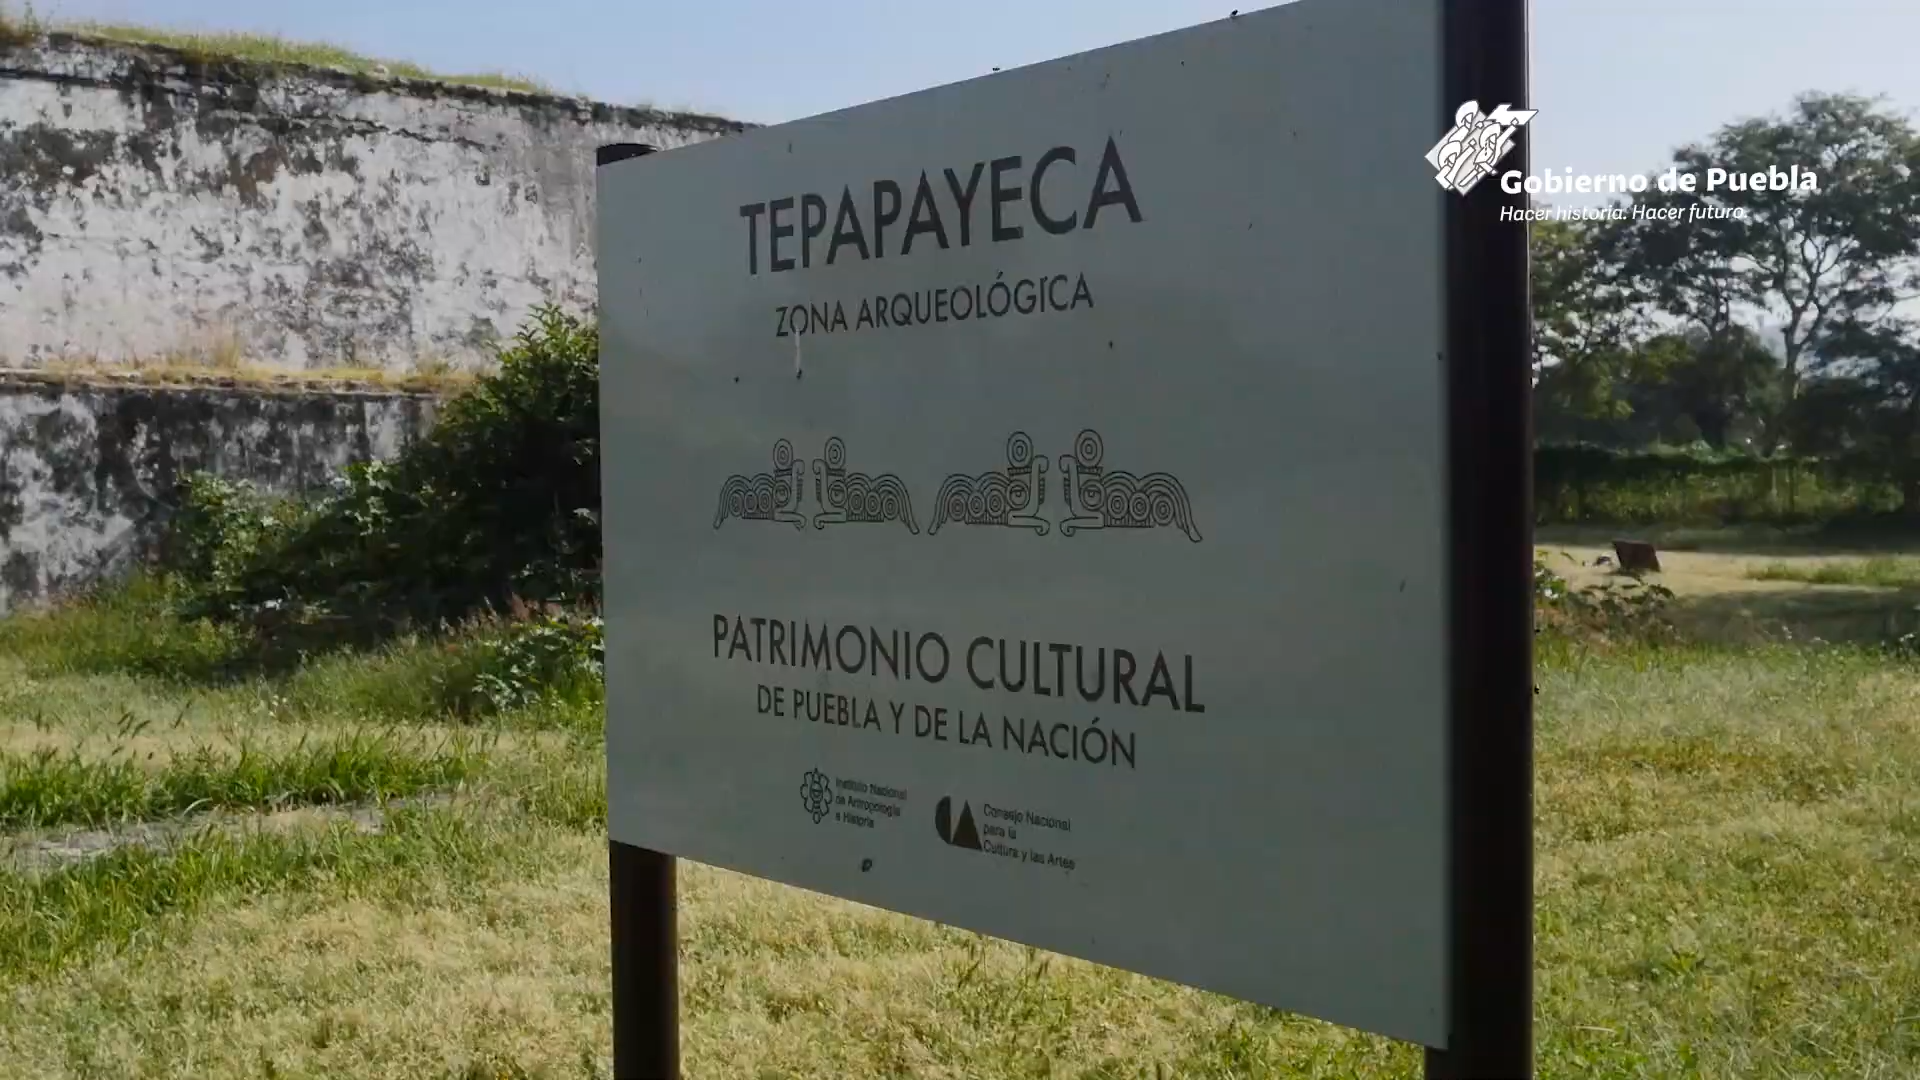 TEPAPAYECA
ZONA ARQUEOLÓGICA
PATRIMONIO CULTURAL
DE PUEBLA Y DE LA NACIÓN
Instituto Nacional
de Antropología
e Historia
Consejo Nacional
para la
Cultura y las Artes
Gobierno de Puebla
Hacer historia. Hacer futuro.